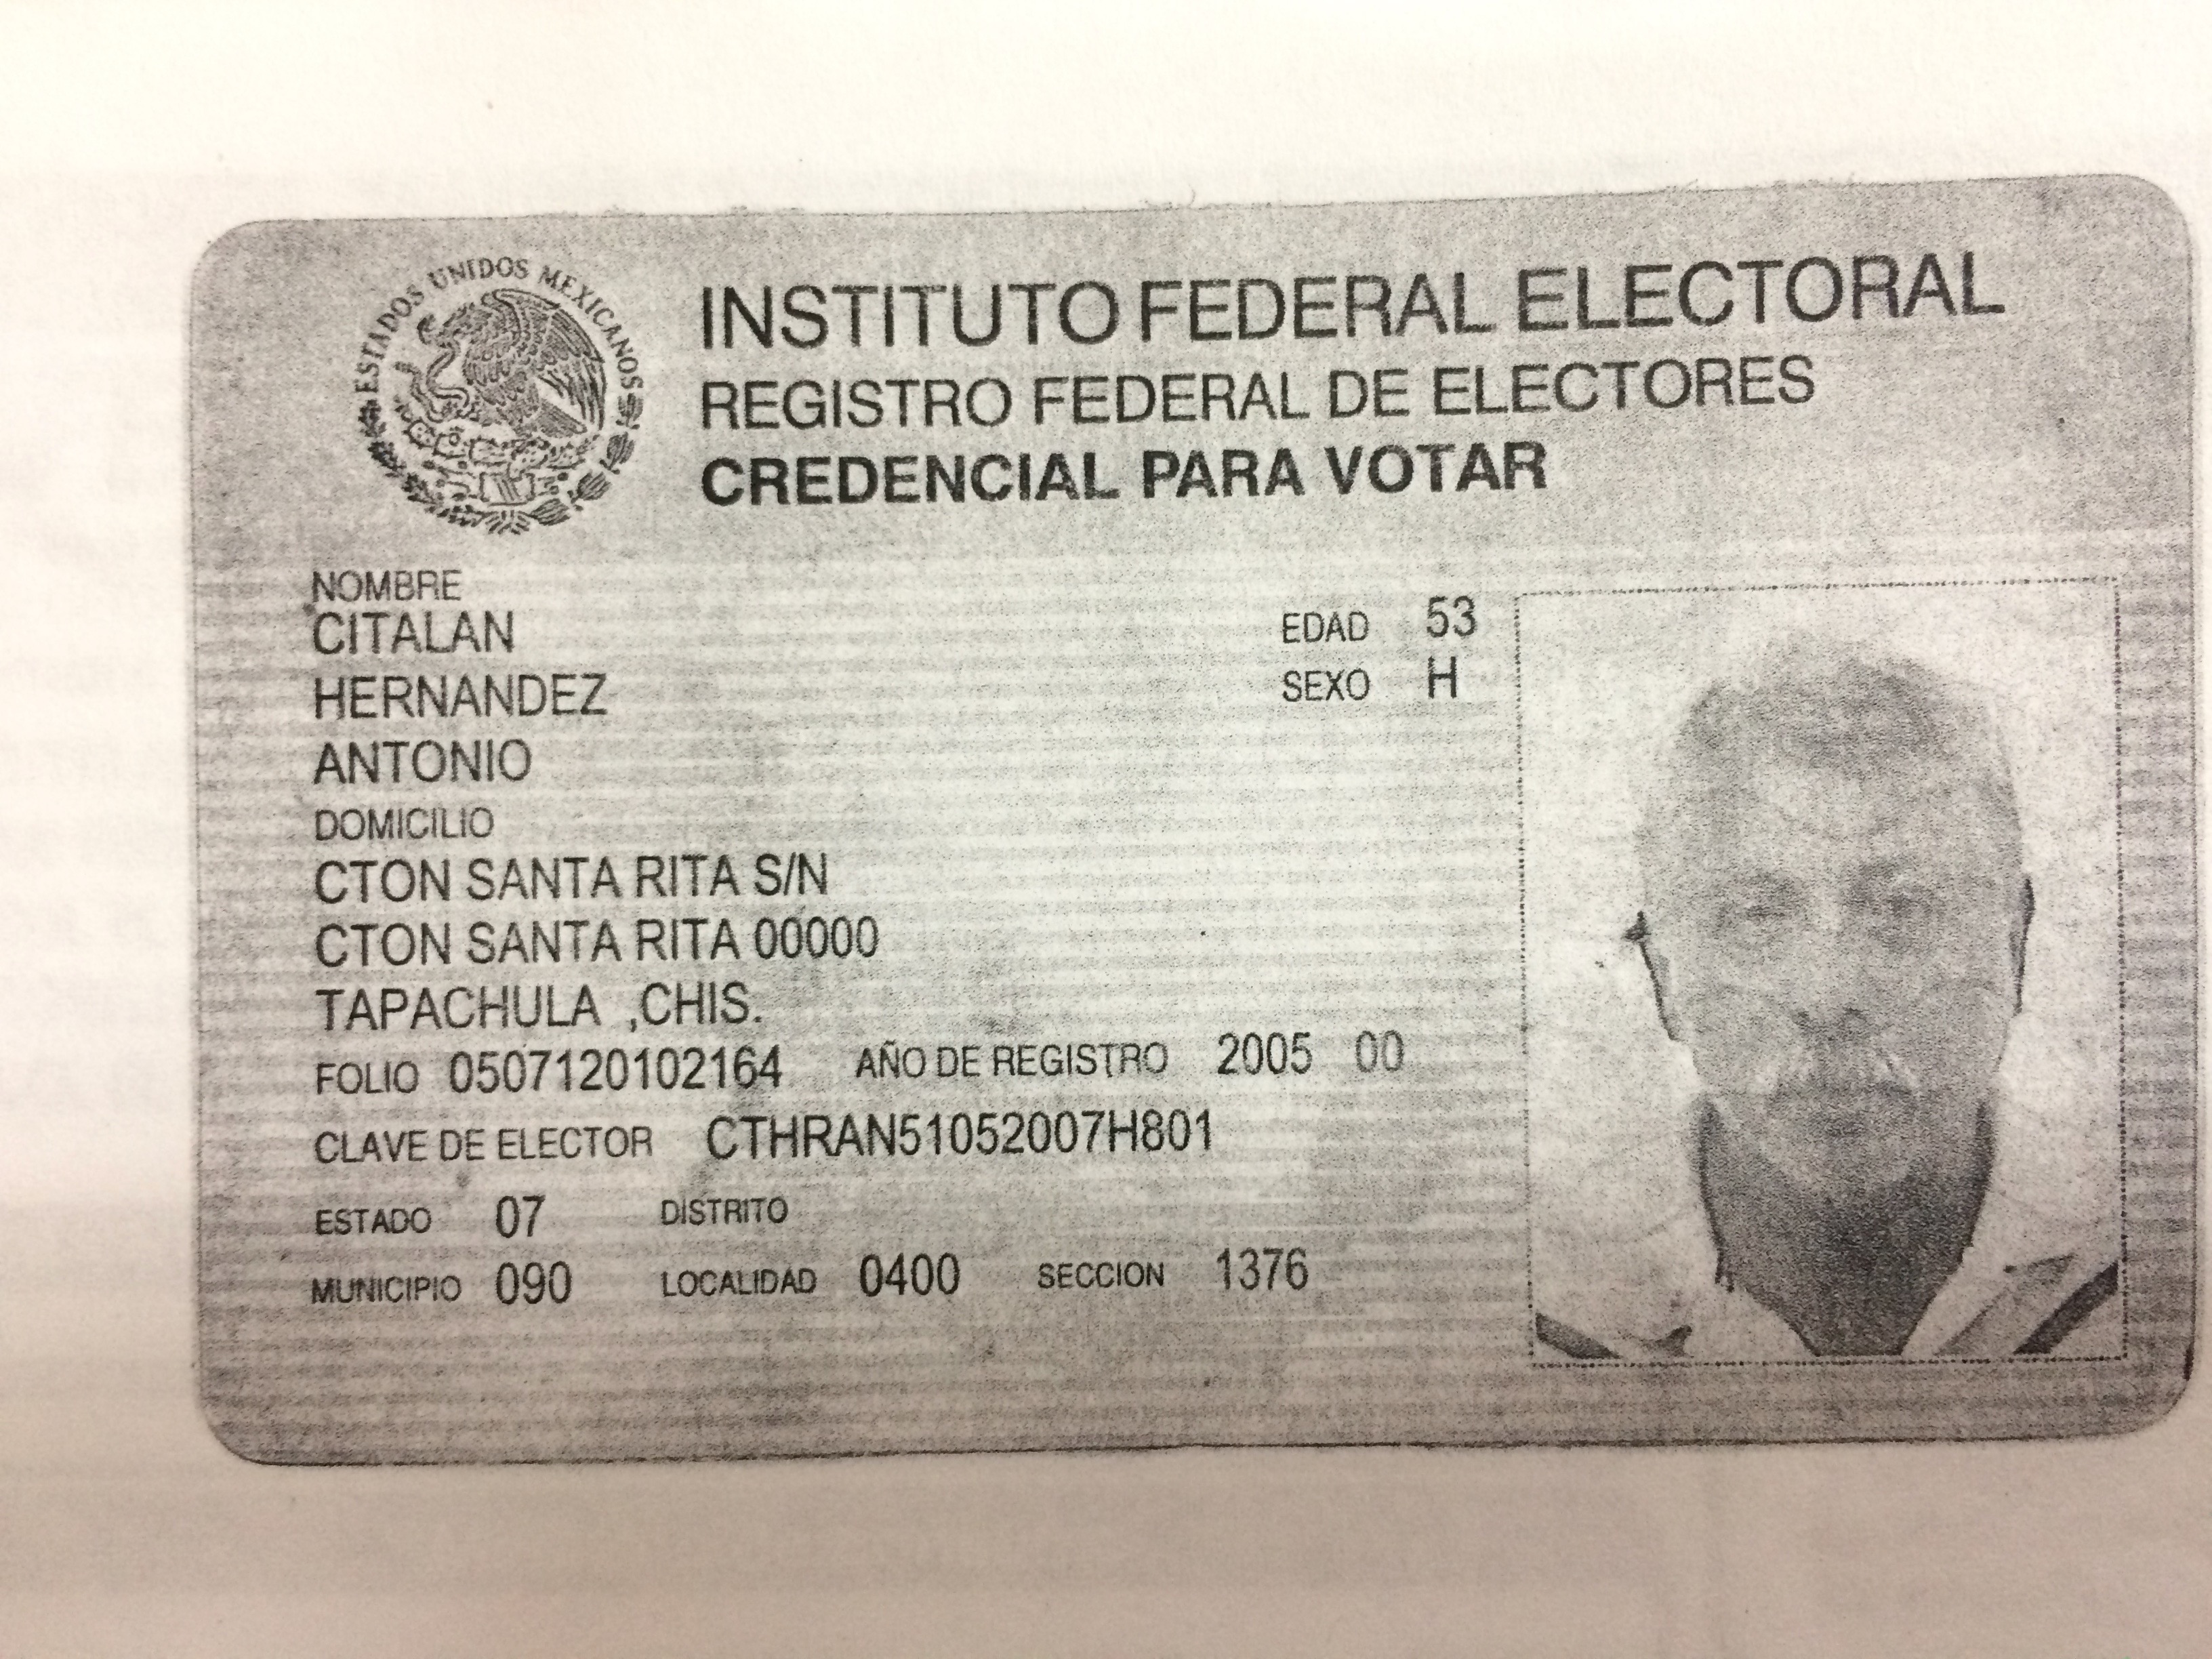 ESTADOS UNIDOS MEXICANOS
INSTITUTO FEDERAL ELECTORAL
REGISTRO FEDERAL DE ELECTORES
CREDENCIAL PARA VOTAR
NOMBRE
CITALAN
HERNANDEZ
ANTONIO
EDAD 53
SEXO H
DOMICILIO
CTON SANTA RITA S/N
CTON SANTA RITA 00000
TAPACHULA ,CHIS.
FOLIO 0507120102164 AÑO DE REGISTRO 2005 00
CLAVE DE ELECTOR CTHRAN51052007H801
ESTADO 07 DISTRITO
MUNICIPIO 090 LOCALIDAD 0400 SECCION 1376